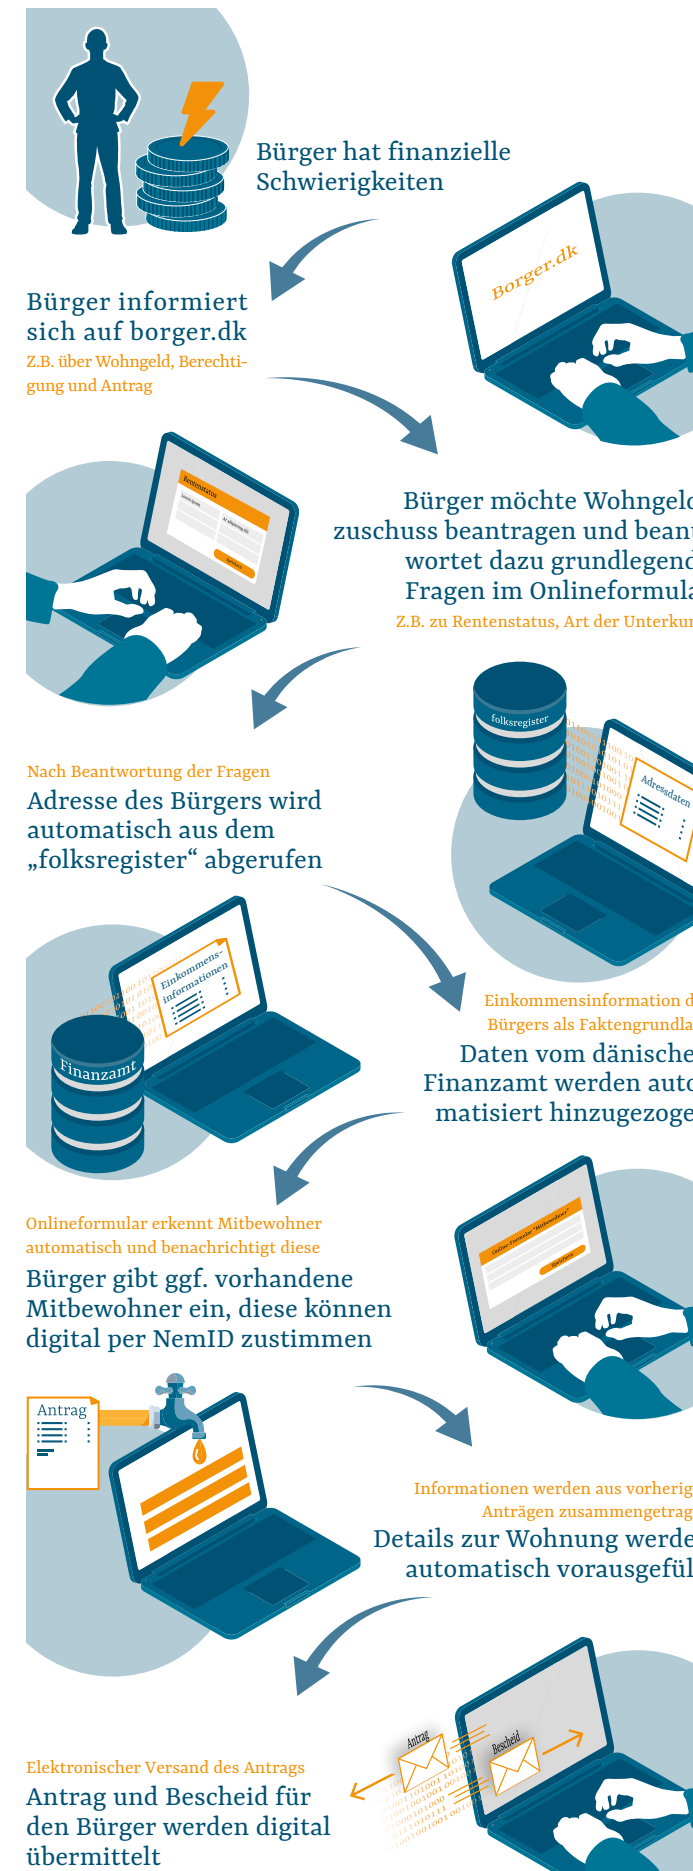 Bürger hat finanzielle
Schwierigkeiten
Borger.dk
Bürger informiert
sich auf borger.dk
Z.B. über Wohngeld, Berechti-
gung und Antrag
Rentenstatus
Speichern
Bürger möchte Wohngeld
zuschuss beantragen und beant
wortet dazu grundlegend
Fragen im Onlineformula
Z.B. zu Rentenstatus, Art der Unterkun
folksregister
Adressdaten
Nach Beantwortung der Fragen
Adresse des Bürgers wird
automatisch aus dem
„folksregister“ abgerufen
Einkommens-
informationen
Finanzamt
Einkommensinformation d
Bürgers als Faktengrundla
Daten vom dänische
Finanzamt werden auto
matisiert hinzugezoge
Onlineformular erkennt Mitbewohner
automatisch und benachrichtigt diese
Bürger gibt ggf. vorhandene
Mitbewohner ein, diese können
digital per NemID zustimmen
Online-Formular "Mitbewohner"
Speichern
Antrag
Informationen werden aus vorherig
Anträgen zusammengetrag
Details zur Wohnung werde
automatisch vorausgefül
Antrag
Bescheid
Elektronischer Versand des Antrags
Antrag und Bescheid für
den Bürger werden digital
übermittelt